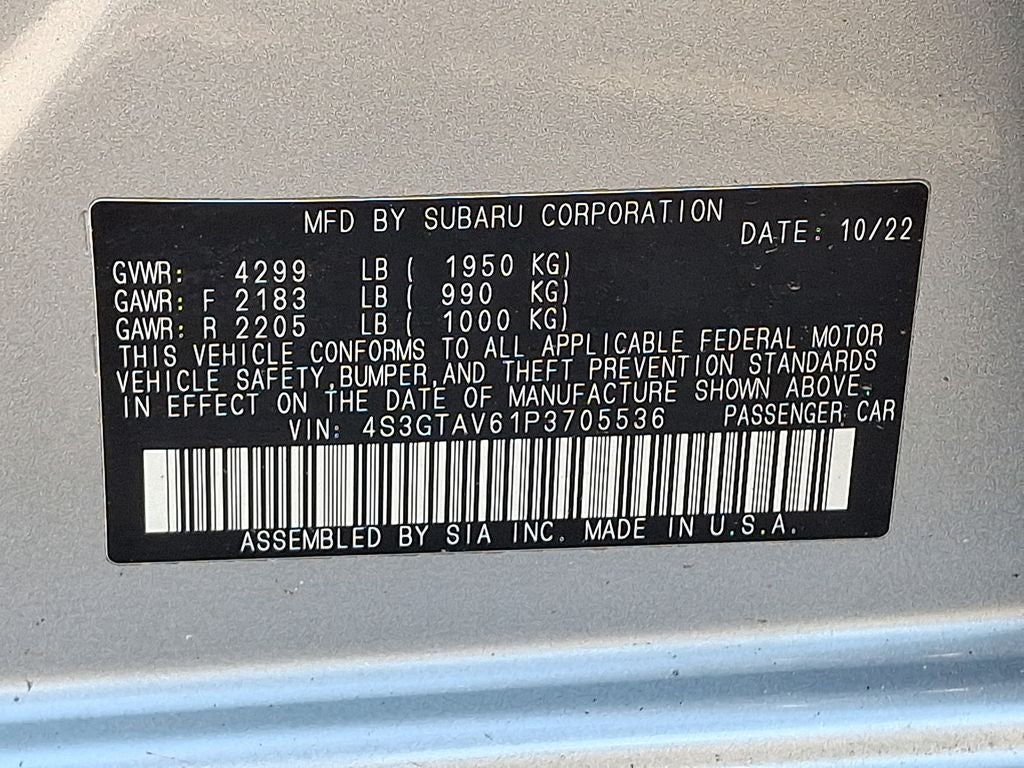 MFD BY SUBARU CORPORATION
DATE: 10/22
GVWR: 4299 LB ( 1950 KG)
GAWR: F 2183 LB ( 990 KG)
GAWR: R 2205 LB ( 1000 KG)
THIS VEHICLE CONFORMS TO ALL APPLICABLE FEDERAL MOTOR
VEHICLE SAFETY,BUMPER,AND THEFT PREVENTION STANDARDS
IN EFFECT ON THE DATE OF MANUFACTURE SHOWN ABOVE.
VIN: 4S3GTAV61P3705536 PASSENGER CAR
ASSEMBLED BY SIA INC. MADE IN U.S.A.